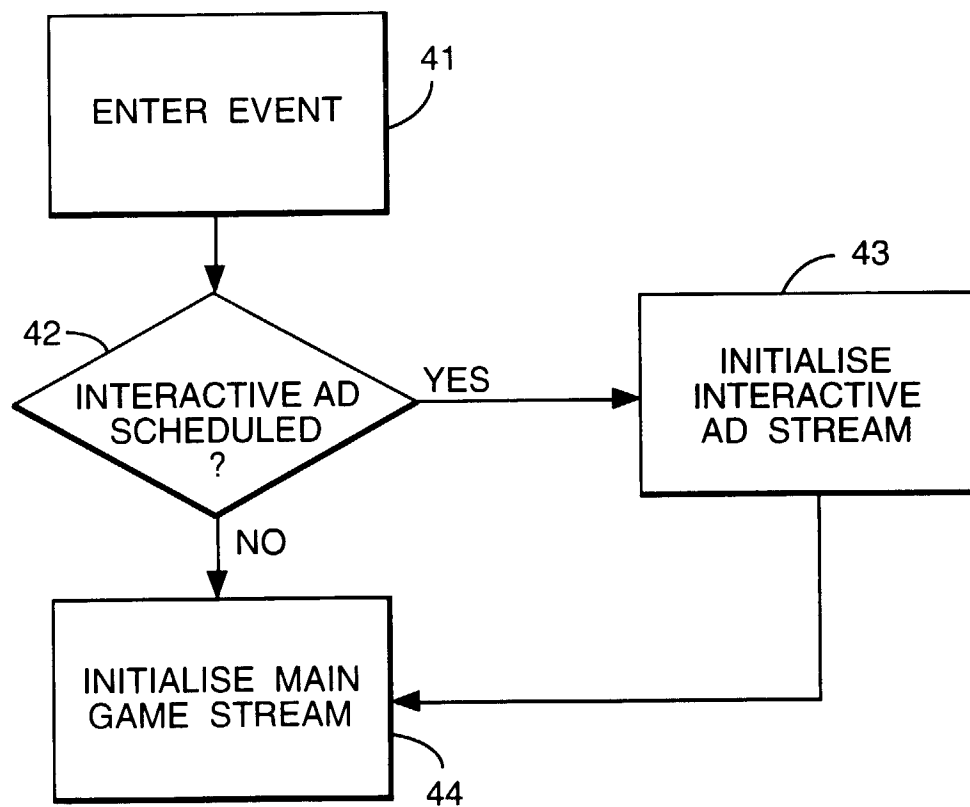 41
ENTER EVENT
42
INTERACTIVE AD
SCHEDULED
?
YES
NO
43
INITIALISE
INTERACTIVE
AD STREAM
INITIALISE MAIN
GAME STREAM
44